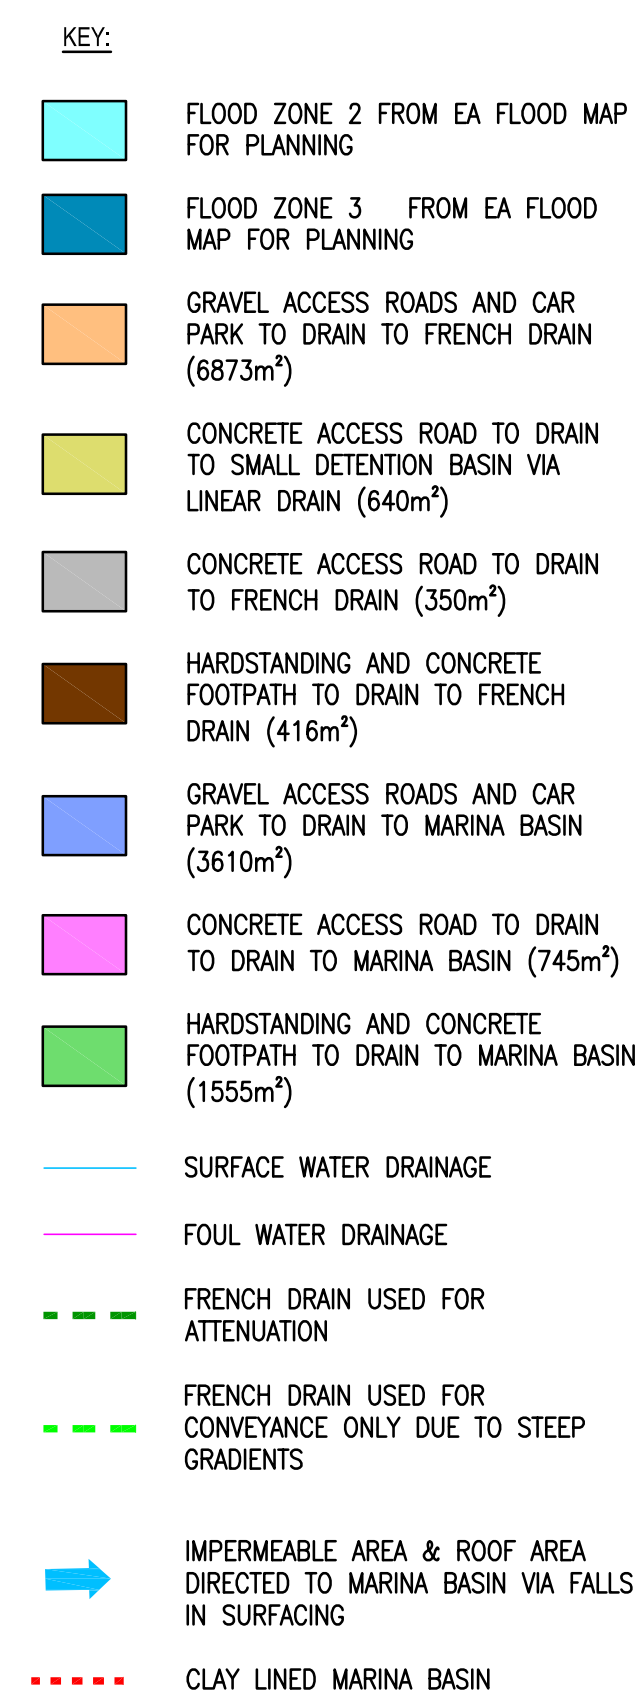 KEY:
FLOOD ZONE 2 FROM EA FLOOD MAP
FOR PLANNING
FLOOD ZONE 3 FROM EA FLOOD
MAP FOR PLANNING
GRAVEL ACCESS ROADS AND CAR
PARK TO DRAIN TO FRENCH DRAIN
(6873m²)
CONCRETE ACCESS ROAD TO DRAIN
TO SMALL DETENTION BASIN VIA
LINEAR DRAIN (640m²)
CONCRETE ACCESS ROAD TO DRAIN
TO FRENCH DRAIN (350m²)
HARDSTANDING AND CONCRETE
FOOTPATH TO DRAIN TO FRENCH
DRAIN (416m²)
GRAVEL ACCESS ROADS AND CAR
PARK TO DRAIN TO MARINA BASIN
(3610m²)
CONCRETE ACCESS ROAD TO DRAIN
TO DRAIN TO MARINA BASIN (745m²)
HARDSTANDING AND CONCRETE
FOOTPATH TO DRAIN TO MARINA BASIN
(1555m²)
SURFACE WATER DRAINAGE
FOUL WATER DRAINAGE
FRENCH DRAIN USED FOR
ATTENUATION
FRENCH DRAIN USED FOR
CONVEYANCE ONLY DUE TO STEEP
GRADIENTS
IMPERMEABLE AREA & ROOF AREA
DIRECTED TO MARINA BASIN VIA FALLS
IN SURFACING
CLAY LINED MARINA BASIN